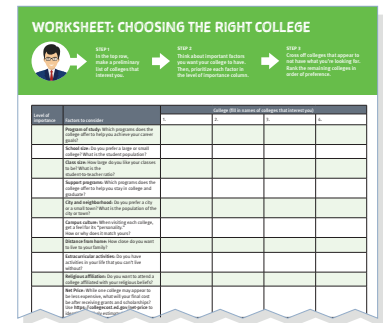 WORKSHEET: CHOOSING THE RIGHT COLLEGE
STEP 1
In the top row,
make a preliminary
list of colleges that
interest you.
STEP 2
Think about important factors
you want your college to have.
Then, prioritize each factor in
the level of importance column.
STEP 3
Cross off colleges that appear to
not have what you're looking for.
Rank the remaining colleges in
order of preference.
Level of
importance
Factors to consider
College (fill in names of colleges that interest you)
1. 2. 3. 4.
Program of study: Which programs does the
college offer to help you achieve your career
goals?
School size: Do you prefer a large or small
college? What is the student population?
Class size: How large do you like your classes
to be? What is the
student-to-teacher ratio?
Support programs: Which programs does the
college offer to help you stay in college and
graduate?
City and neighborhood: Do you prefer a city
or a small town? What is the population of the
city or town?
Campus culture: When visiting each college,
get a feel for its "personality."
How or why does it match yours?
Distance from home: How close do you want
to live to your family?
Extracurricular activities: Do you have
activities in your life that you can't live
without?
Religious affiliation: Do you want to attend a
college affiliated with your religious beliefs?
Net Price: While one college may appear to
be less expensive, what will your final cost
be after receiving grants and scholarships?